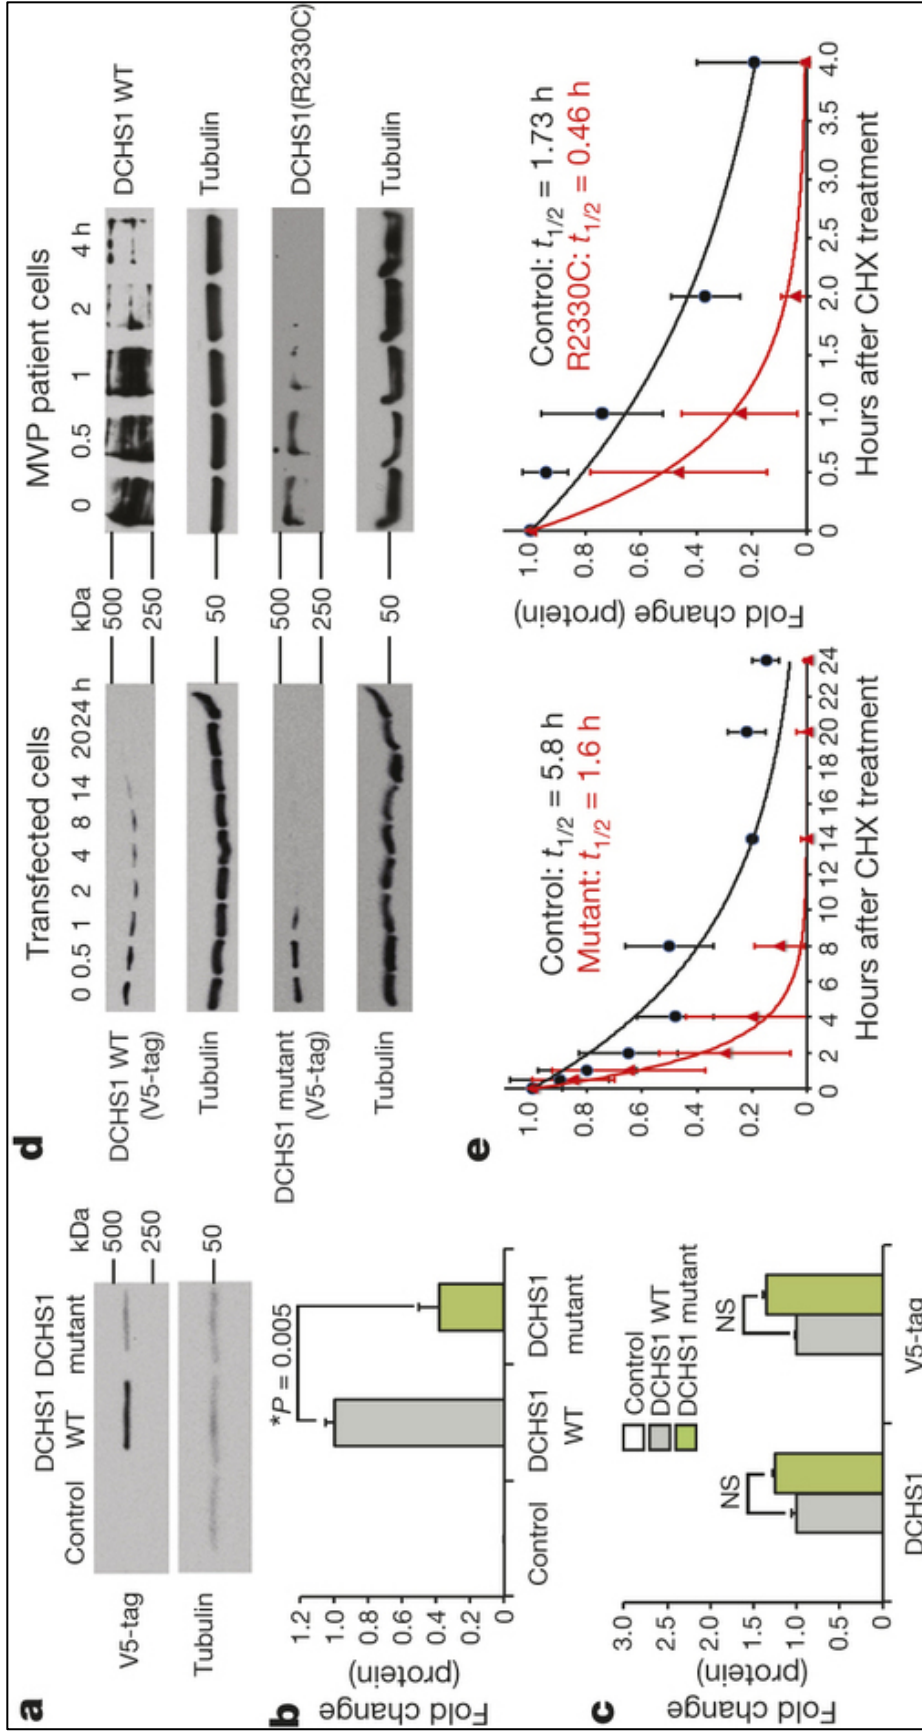 a
Control
DCHS1 WT
DCHS1 mutant
kDa
V5-tag
500
250
Tubulin
50
b
Fold change (protein)
1.2
1.0
0.8
0.6
0.4
0.2
0
*P = 0.005
Control
DCHS1 WT
DCHS1 mutant
c
Fold change (protein)
3.0
2.5
2.0
1.5
1.0
0.5
0
Control
DCHS1 WT
DCHS1 mutant
NS
NS
DCHS1
V5-tag
d
Transfected cells
MVP patient cells
0 0.5 1 2 4 8 14 20 24 h
kDa
0 0.5 1 2 4 h
DCHS1 WT (V5-tag)
500
250
DCHS1 WT
Tubulin
50
Tubulin
DCHS1 mutant (V5-tag)
500
250
DCHS1(R2330C)
Tubulin
50
Tubulin
e
1.0
0.8
0.6
0.4
0.2
0
Control: t1/2 = 5.8 h
Mutant: t1/2 = 1.6 h
0 2 4 6 8 10 12 14 16 18 20 22 24
Hours after CHX treatment
Fold change (protein)
1.0
0.8
0.6
0.4
0.2
0
Control: t1/2 = 1.73 h
R2330C: t1/2 = 0.46 h
0 0.5 1.0 1.5 2.0 2.5 3.0 3.5 4.0
Hours after CHX treatment